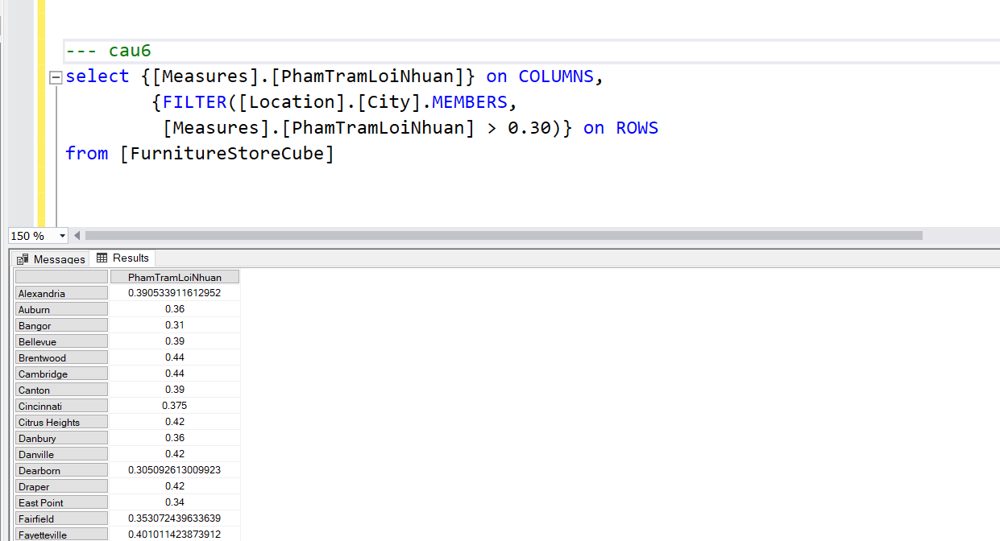 --- cau6
select {[Measures].[PhamTramLoiNhuan]} on COLUMNS,
{FILTER([Location].[City].MEMBERS,
[Measures].[PhamTramLoiNhuan] > 0.30)} on ROWS
from [FurnitureStoreCube]
150 %
Messages Results
PhamTramLoiNhuan
Alexandria 0.390533911612952
Auburn 0.36
Bangor 0.31
Bellevue 0.39
Brentwood 0.44
Cambridge 0.44
Canton 0.39
Cincinnati 0.375
Citrus Heights 0.42
Danbury 0.36
Danville 0.42
Dearborn 0.305092613009923
Draper 0.42
East Point 0.34
Fairfield 0.353072439633639
Fayetteville 0.401011423873912